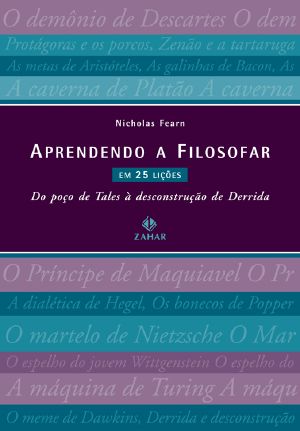 O demônio de Descartes O dem
Protágoras e os porcos, Zenão e a tartaruga
As metas de Aristóteles, As galinhas de Bacon, As
A caverna de Platão A caverna
Nicholas Fearn
APRENDENDO A FILOSOFAR
EM 25 LIÇÕES
Do poço de Tales à desconstrução de Derrida
ZAHAR
O Príncipe de Maquiavel O Pr
A dialética de Hegel, Os bonecos de Popper
O martelo de Nietzsche O Mar
O espelho do jovem Wittgenstein O espelho do
A máquina de Turing A máqu
O meme de Dawkins, Derrida e desconstrução